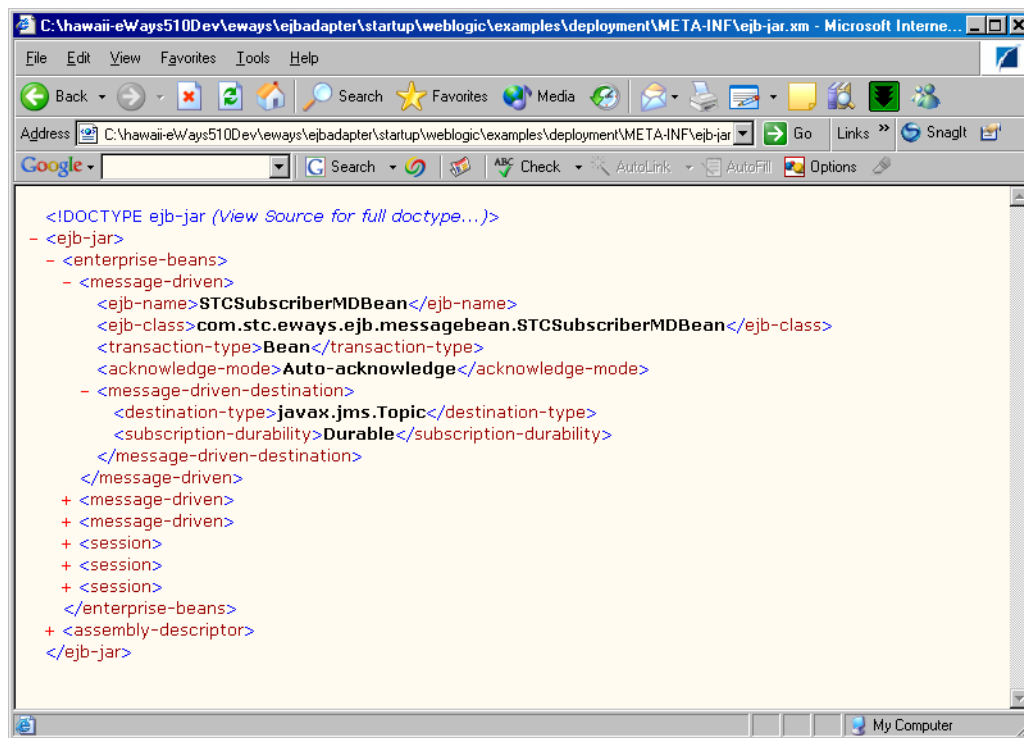 C:\hawaii-eWays510Dev\eways\ejbadapter\startup\weblogic\examples\deployment\META-INF\ejb-jar.xm - Microsoft Interne...
File Edit View Favorites Tools Help
Back Search Favorites Media
Address C:\hawaii-eWays510Dev\eways\ejbadapter\startup\weblogic\examples\deployment\META-INF\ejb-jar Go Links » SnagIt
Google Search ABC Check AutoLink AutoFill Options
<!DOCTYPE ejb-jar (View Source for full doctype...)>
- <ejb-jar>
- <enterprise-beans>
- <message-driven>
<ejb-name>STCSubscriberMDBean</ejb-name>
<ejb-class>com.stc.eways.ejb.messagebean.STCSubscriberMDBean</ejb-class>
<transaction-type>Bean</transaction-type>
<acknowledge-mode>Auto-acknowledge</acknowledge-mode>
- <message-driven-destination>
<destination-type>javax.jms.Topic</destination-type>
<subscription-durability>Durable</subscription-durability>
</message-driven-destination>
</message-driven>
+ <message-driven>
+ <message-driven>
+ <session>
+ <session>
+ <session>
</enterprise-beans>
+ <assembly-descriptor>
</ejb-jar>
My Computer